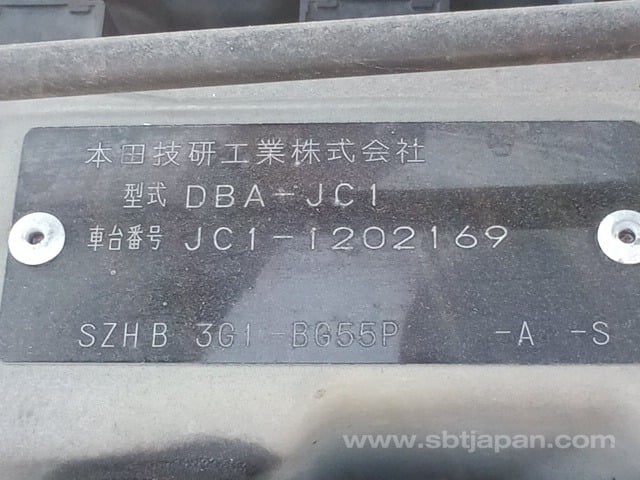 本田技研工業株式会社
型式 DBA-JC1
車台番号 JC1-1202169
SZHB 3G1-BG55P -A -S
www.sbtjapan.com